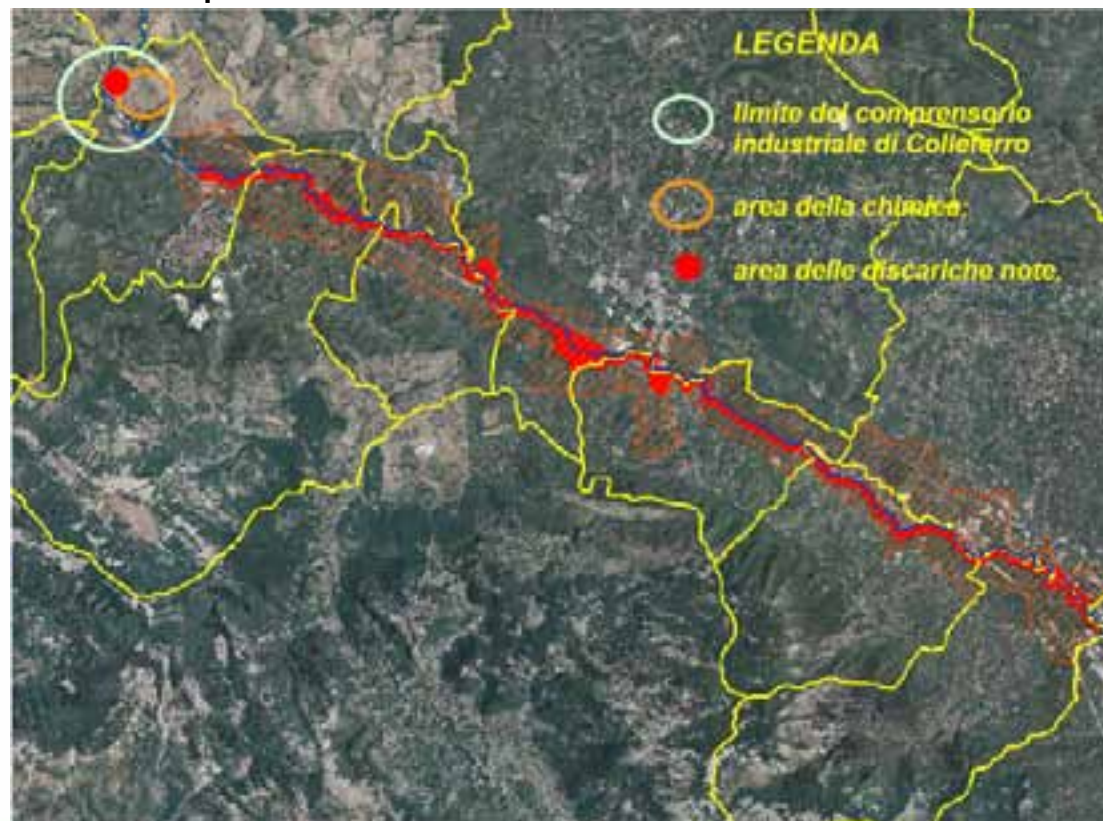 LEGENDA
limite del comprensorio
industriale di Colleferro
area della chimica;
area delle discariche note.